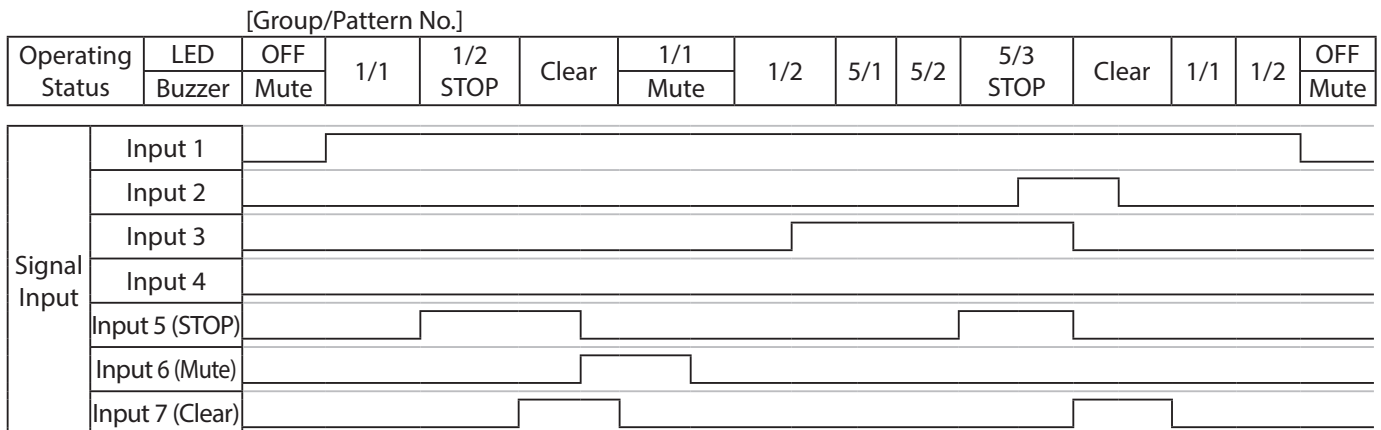 [Group/Pattern No.]
Operating Status LED OFF 1/1 1/2 STOP Clear 1/1 1/2 5/1 5/2 5/3 STOP Clear 1/1 1/2 OFF
Buzzer Mute Mute Mute
Signal Input
Input 1
Input 2
Input 3
Input 4
Input 5 (STOP)
Input 6 (Mute)
Input 7 (Clear)